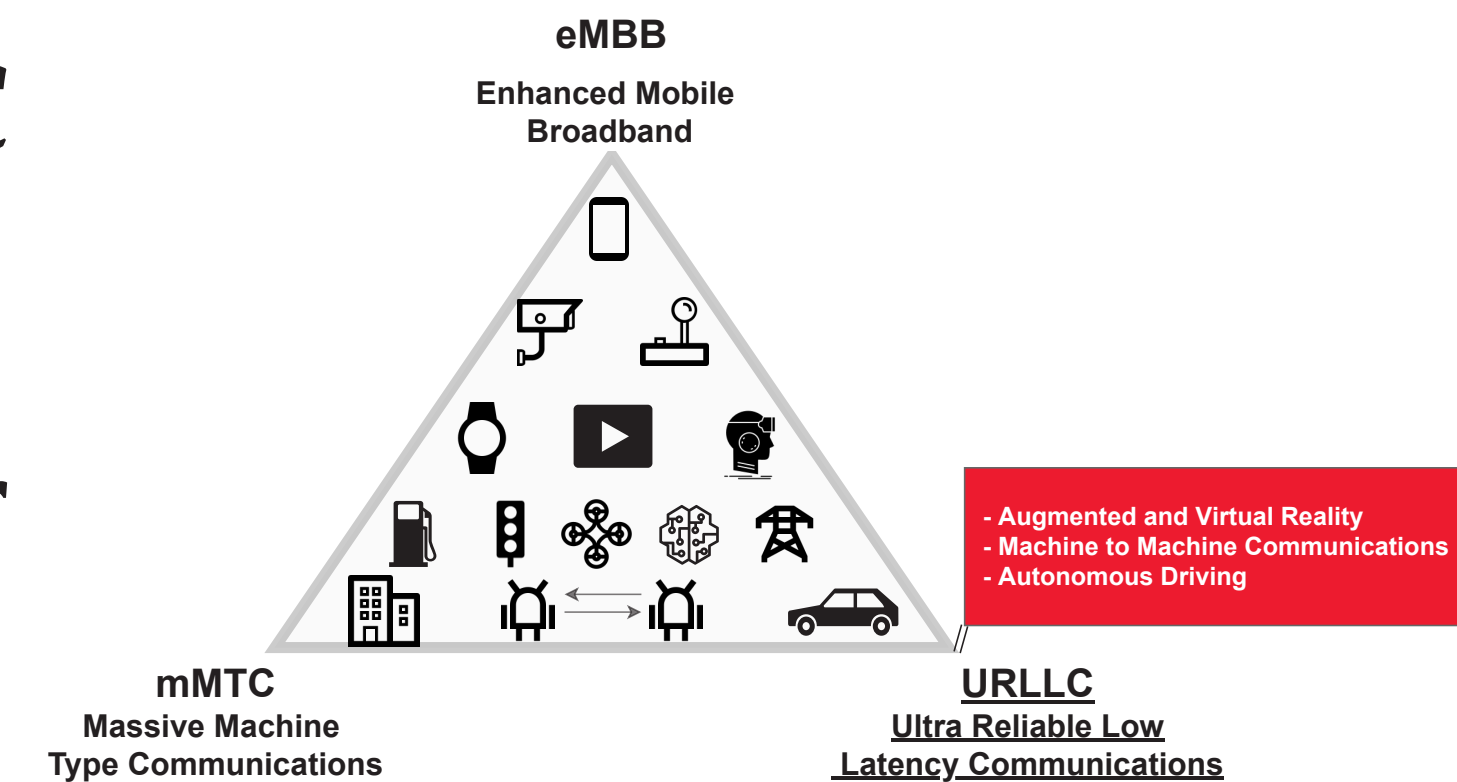 eMBB
Enhanced Mobile
Broadband
- Augmented and Virtual Reality
- Machine to Machine Communications
- Autonomous Driving
mMTC
Massive Machine
Type Communications
URLLC
Ultra Reliable Low
Latency Communications